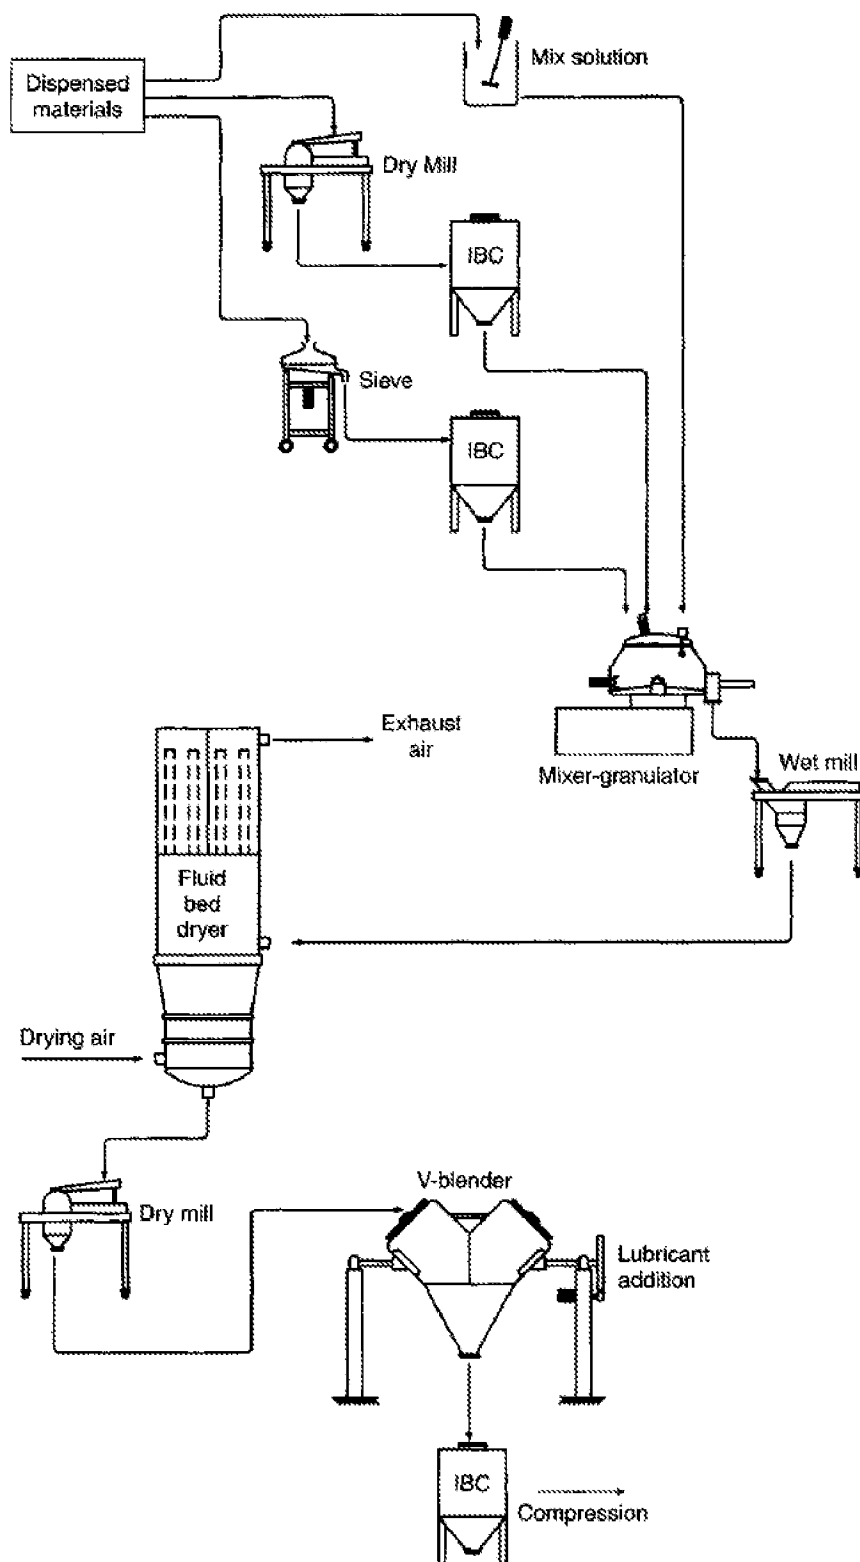 Mix solution
Dispensed
materials
Dry Mill
IBC
Sieve
IBC
Exhaust
air
Mixer-granulator
Wet mill
Fluid
bed
dryer
Drying air
V-blender
Dry mill
Lubricant
addition
IBC
Compression